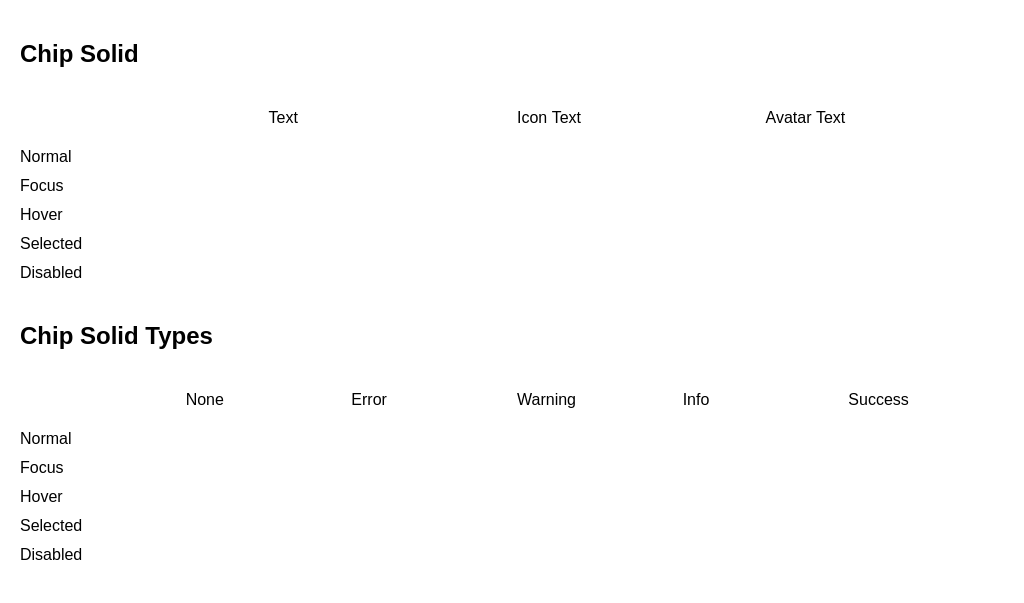 Chip Solid
Text Icon Text Avatar Text
Normal
Focus
Hover
Selected
Disabled
Chip Solid Types
None Error Warning Info Success
Normal
Focus
Hover
Selected
Disabled